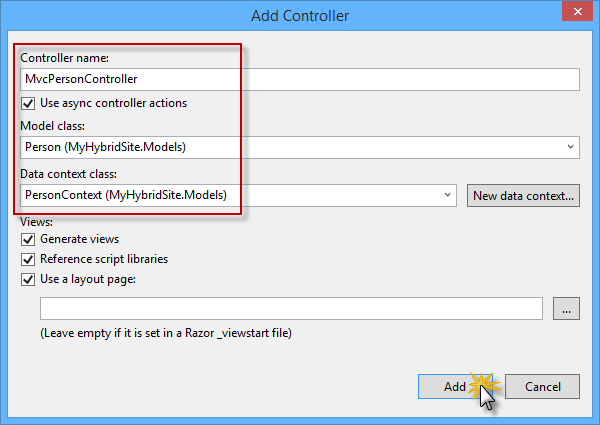 Add Controller
Controller name:
MvcPersonController
Use async controller actions
Model class:
Person (MyHybridSite.Models)
Data context class:
PersonContext (MyHybridSite.Models)
New data context...
Views:
Generate views
Reference script libraries
Use a layout page:
...
(Leave empty if it is set in a Razor _viewstart file)
Add
Cancel